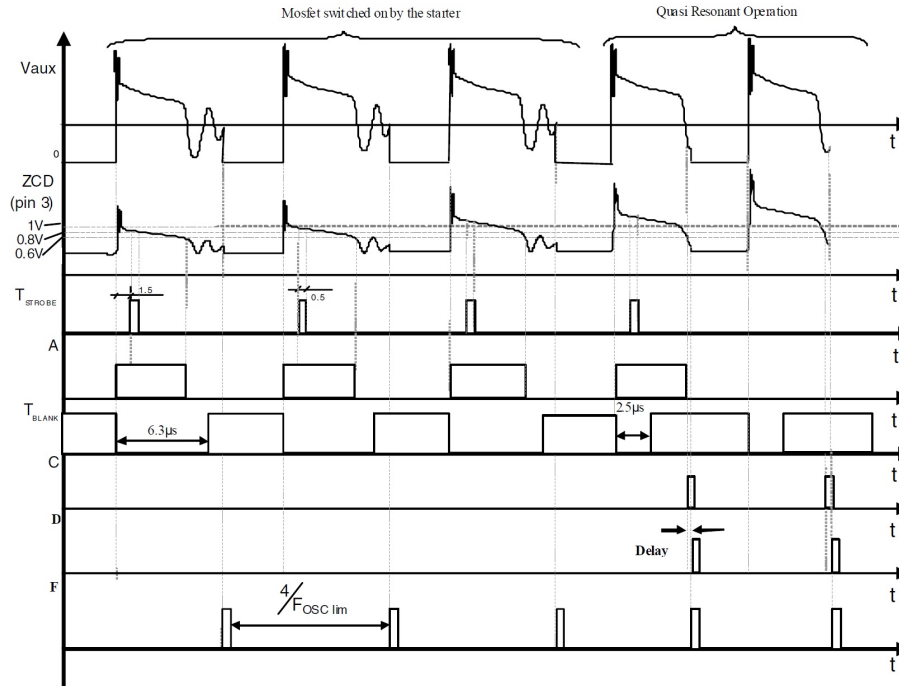 Mosfet switched on by the starter
Quasi Resonant Operation
Vaux
0
t
ZCD
(pin 3)
1V
0.8V
0.6V
t
TSTROBE
1.5
0.5
t
A
t
TBLANK
6.3µs
2.5µs
t
C
t
D
Delay
t
F
4/FOSC lim
t